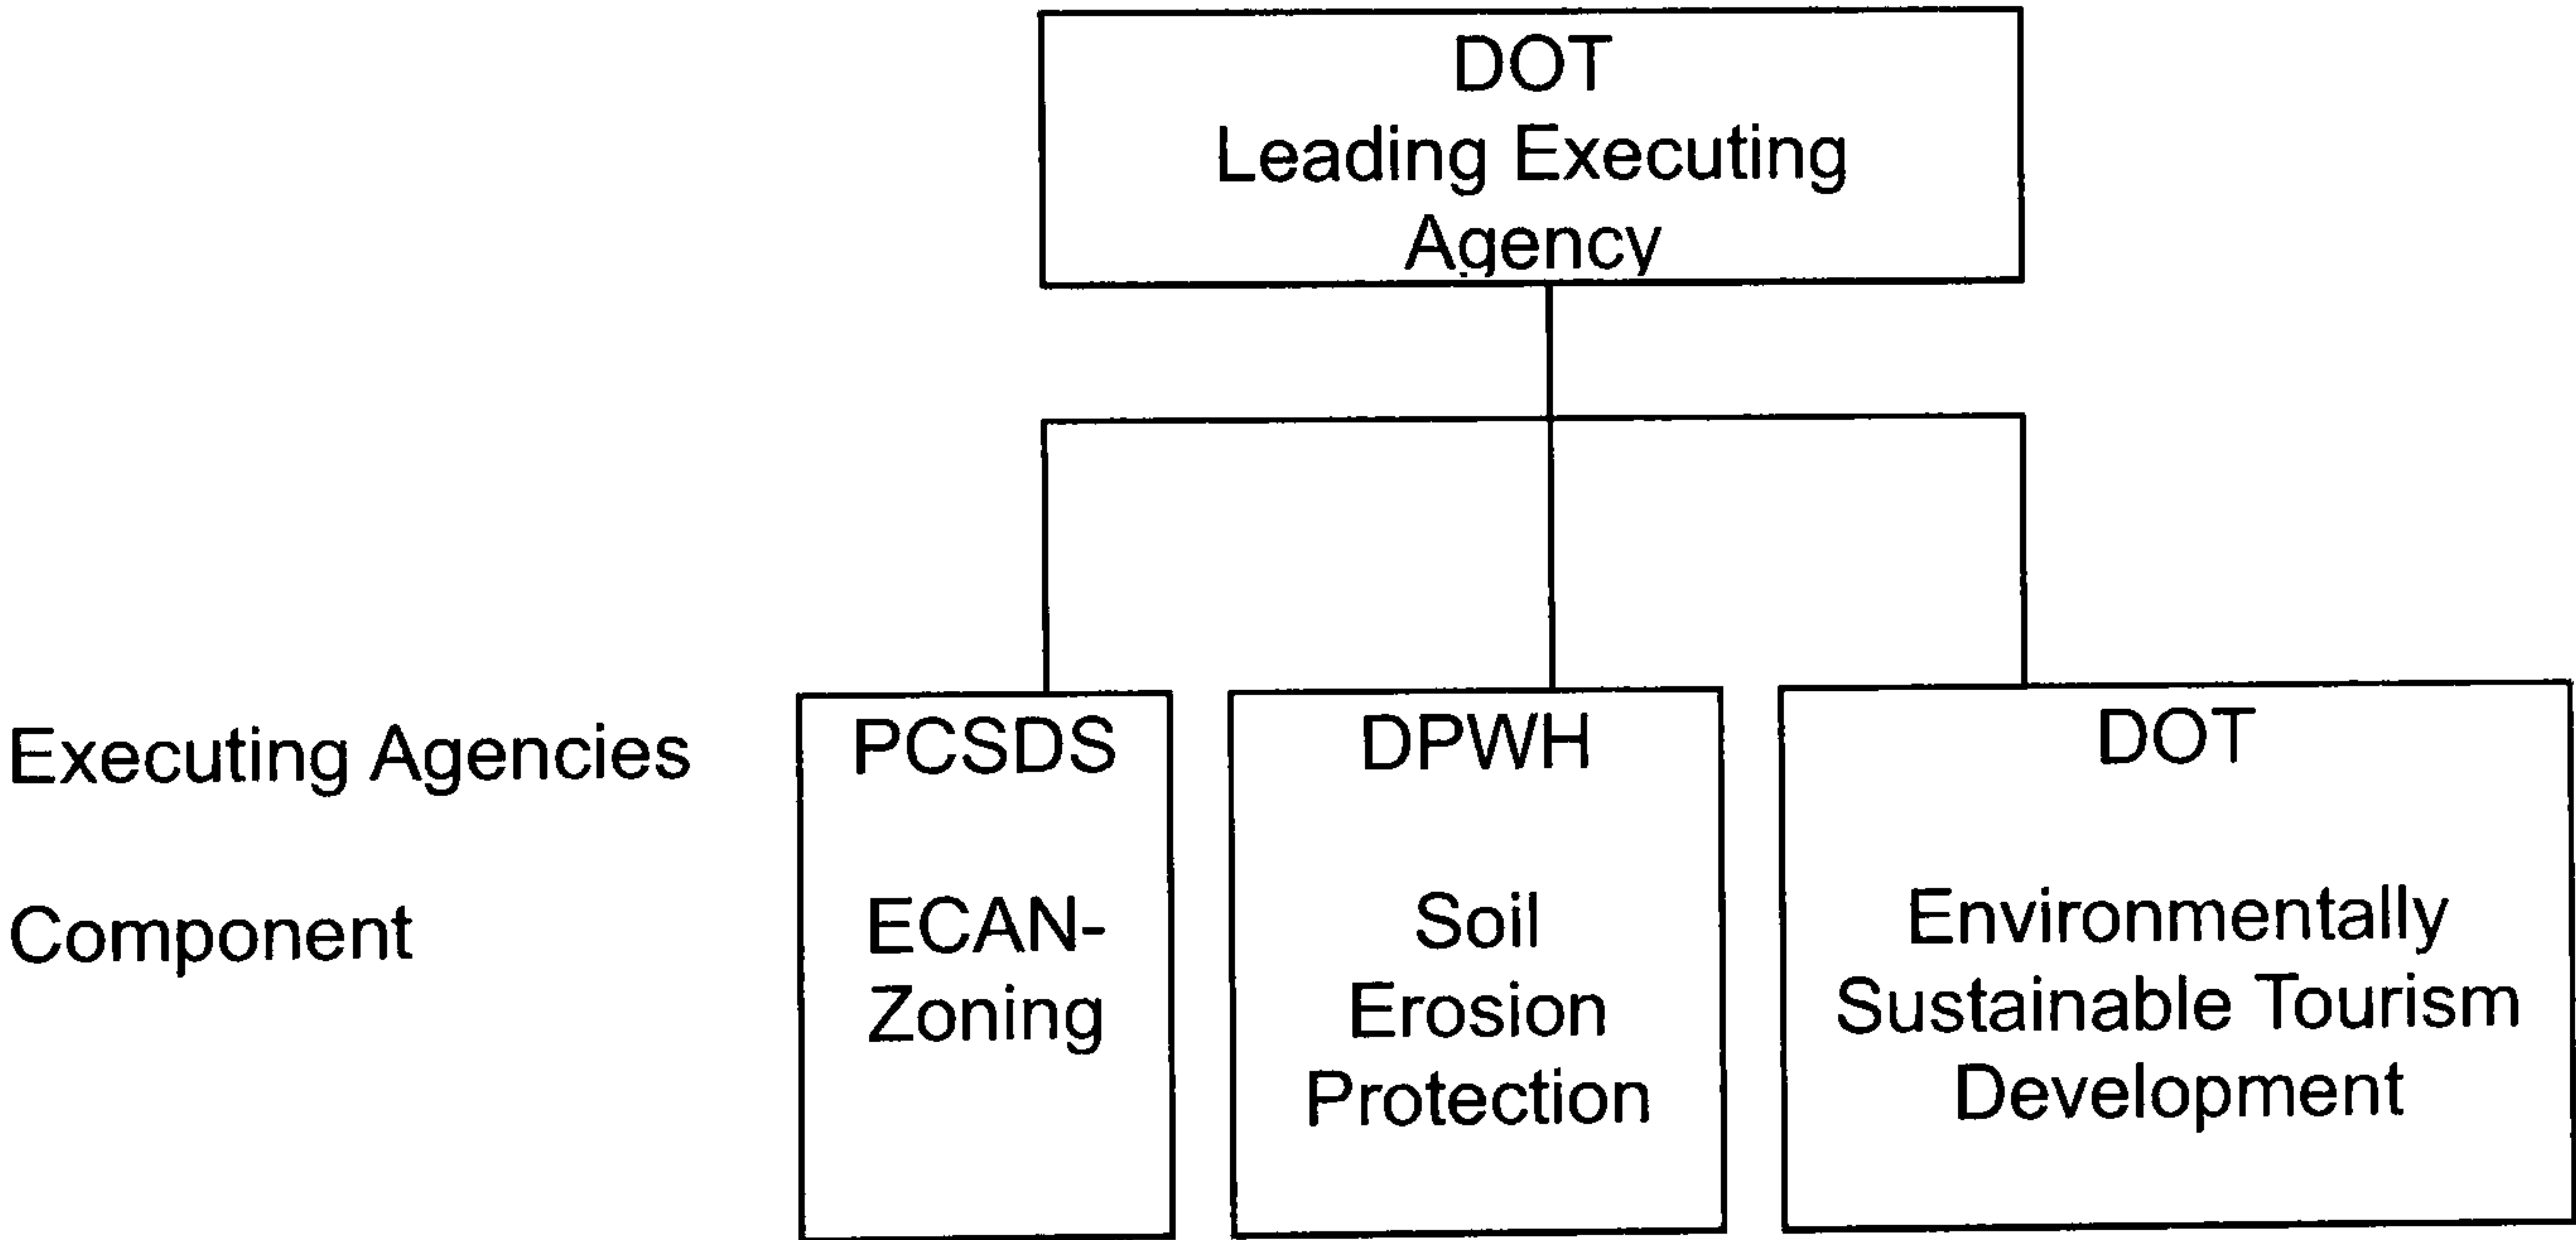 DOT
Leading Executing
Agency
Executing Agencies
PCSDS
DPWH
DOT
Component
ECAN-
Zoning
Soil
Erosion
Protection
Environmentally
Sustainable Tourism
Development